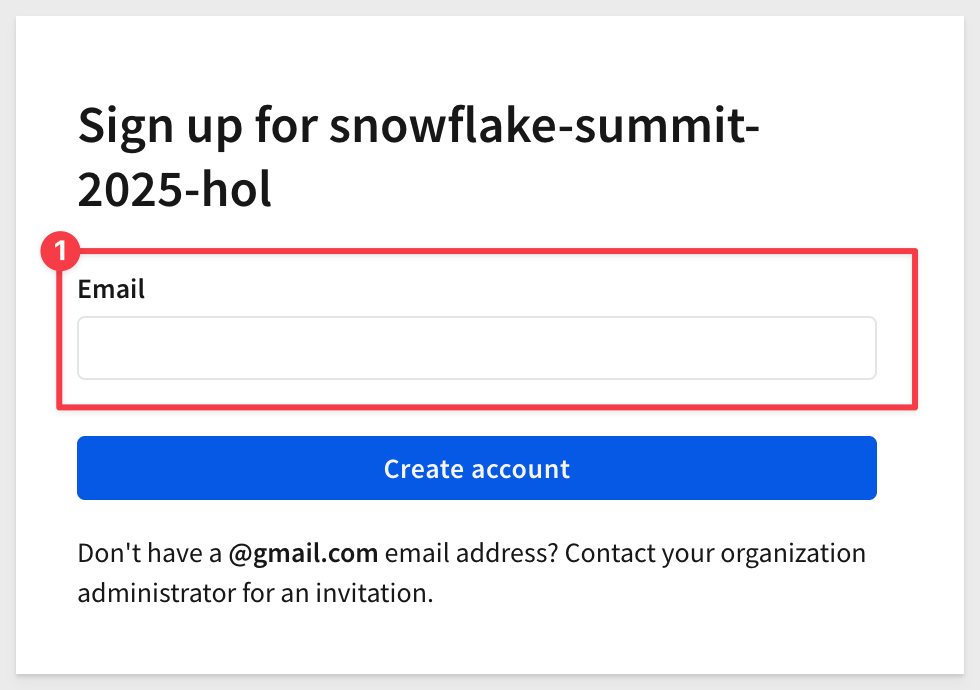 Sign up for snowflake-summit-
2025-hol
1
Email
Create account
Don't have a @gmail.com email address? Contact your organization
administrator for an invitation.